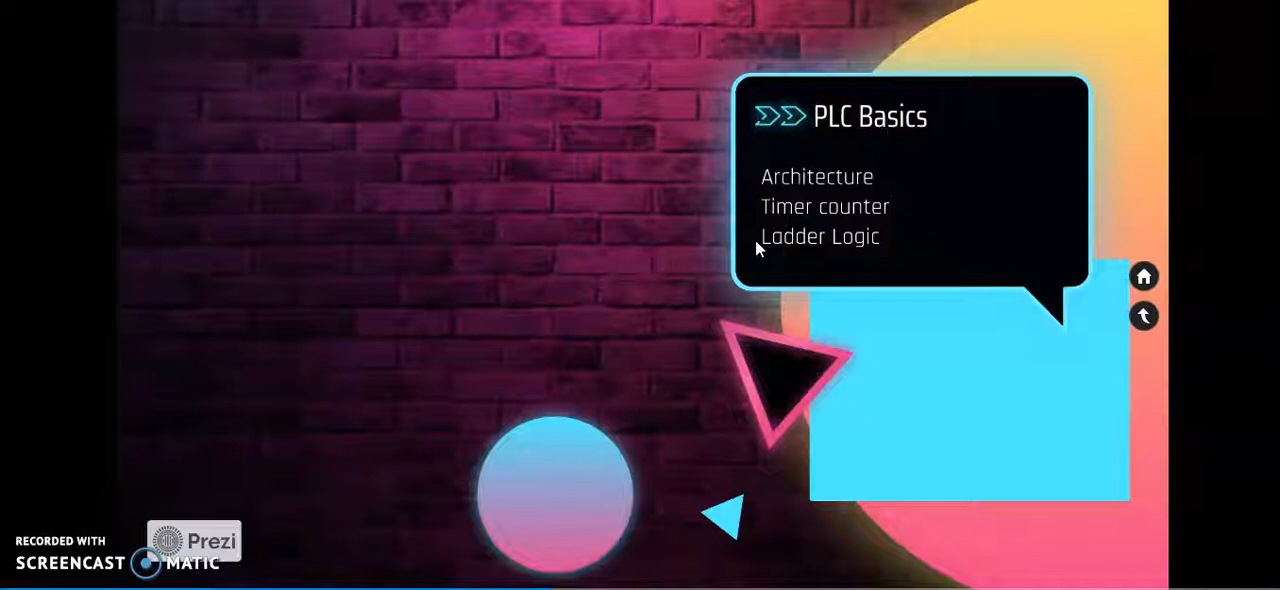 PLC Basics
Architecture
Timer counter
Ladder Logic
Prezi
RECORDED WITH
SCREENCAST MATIC